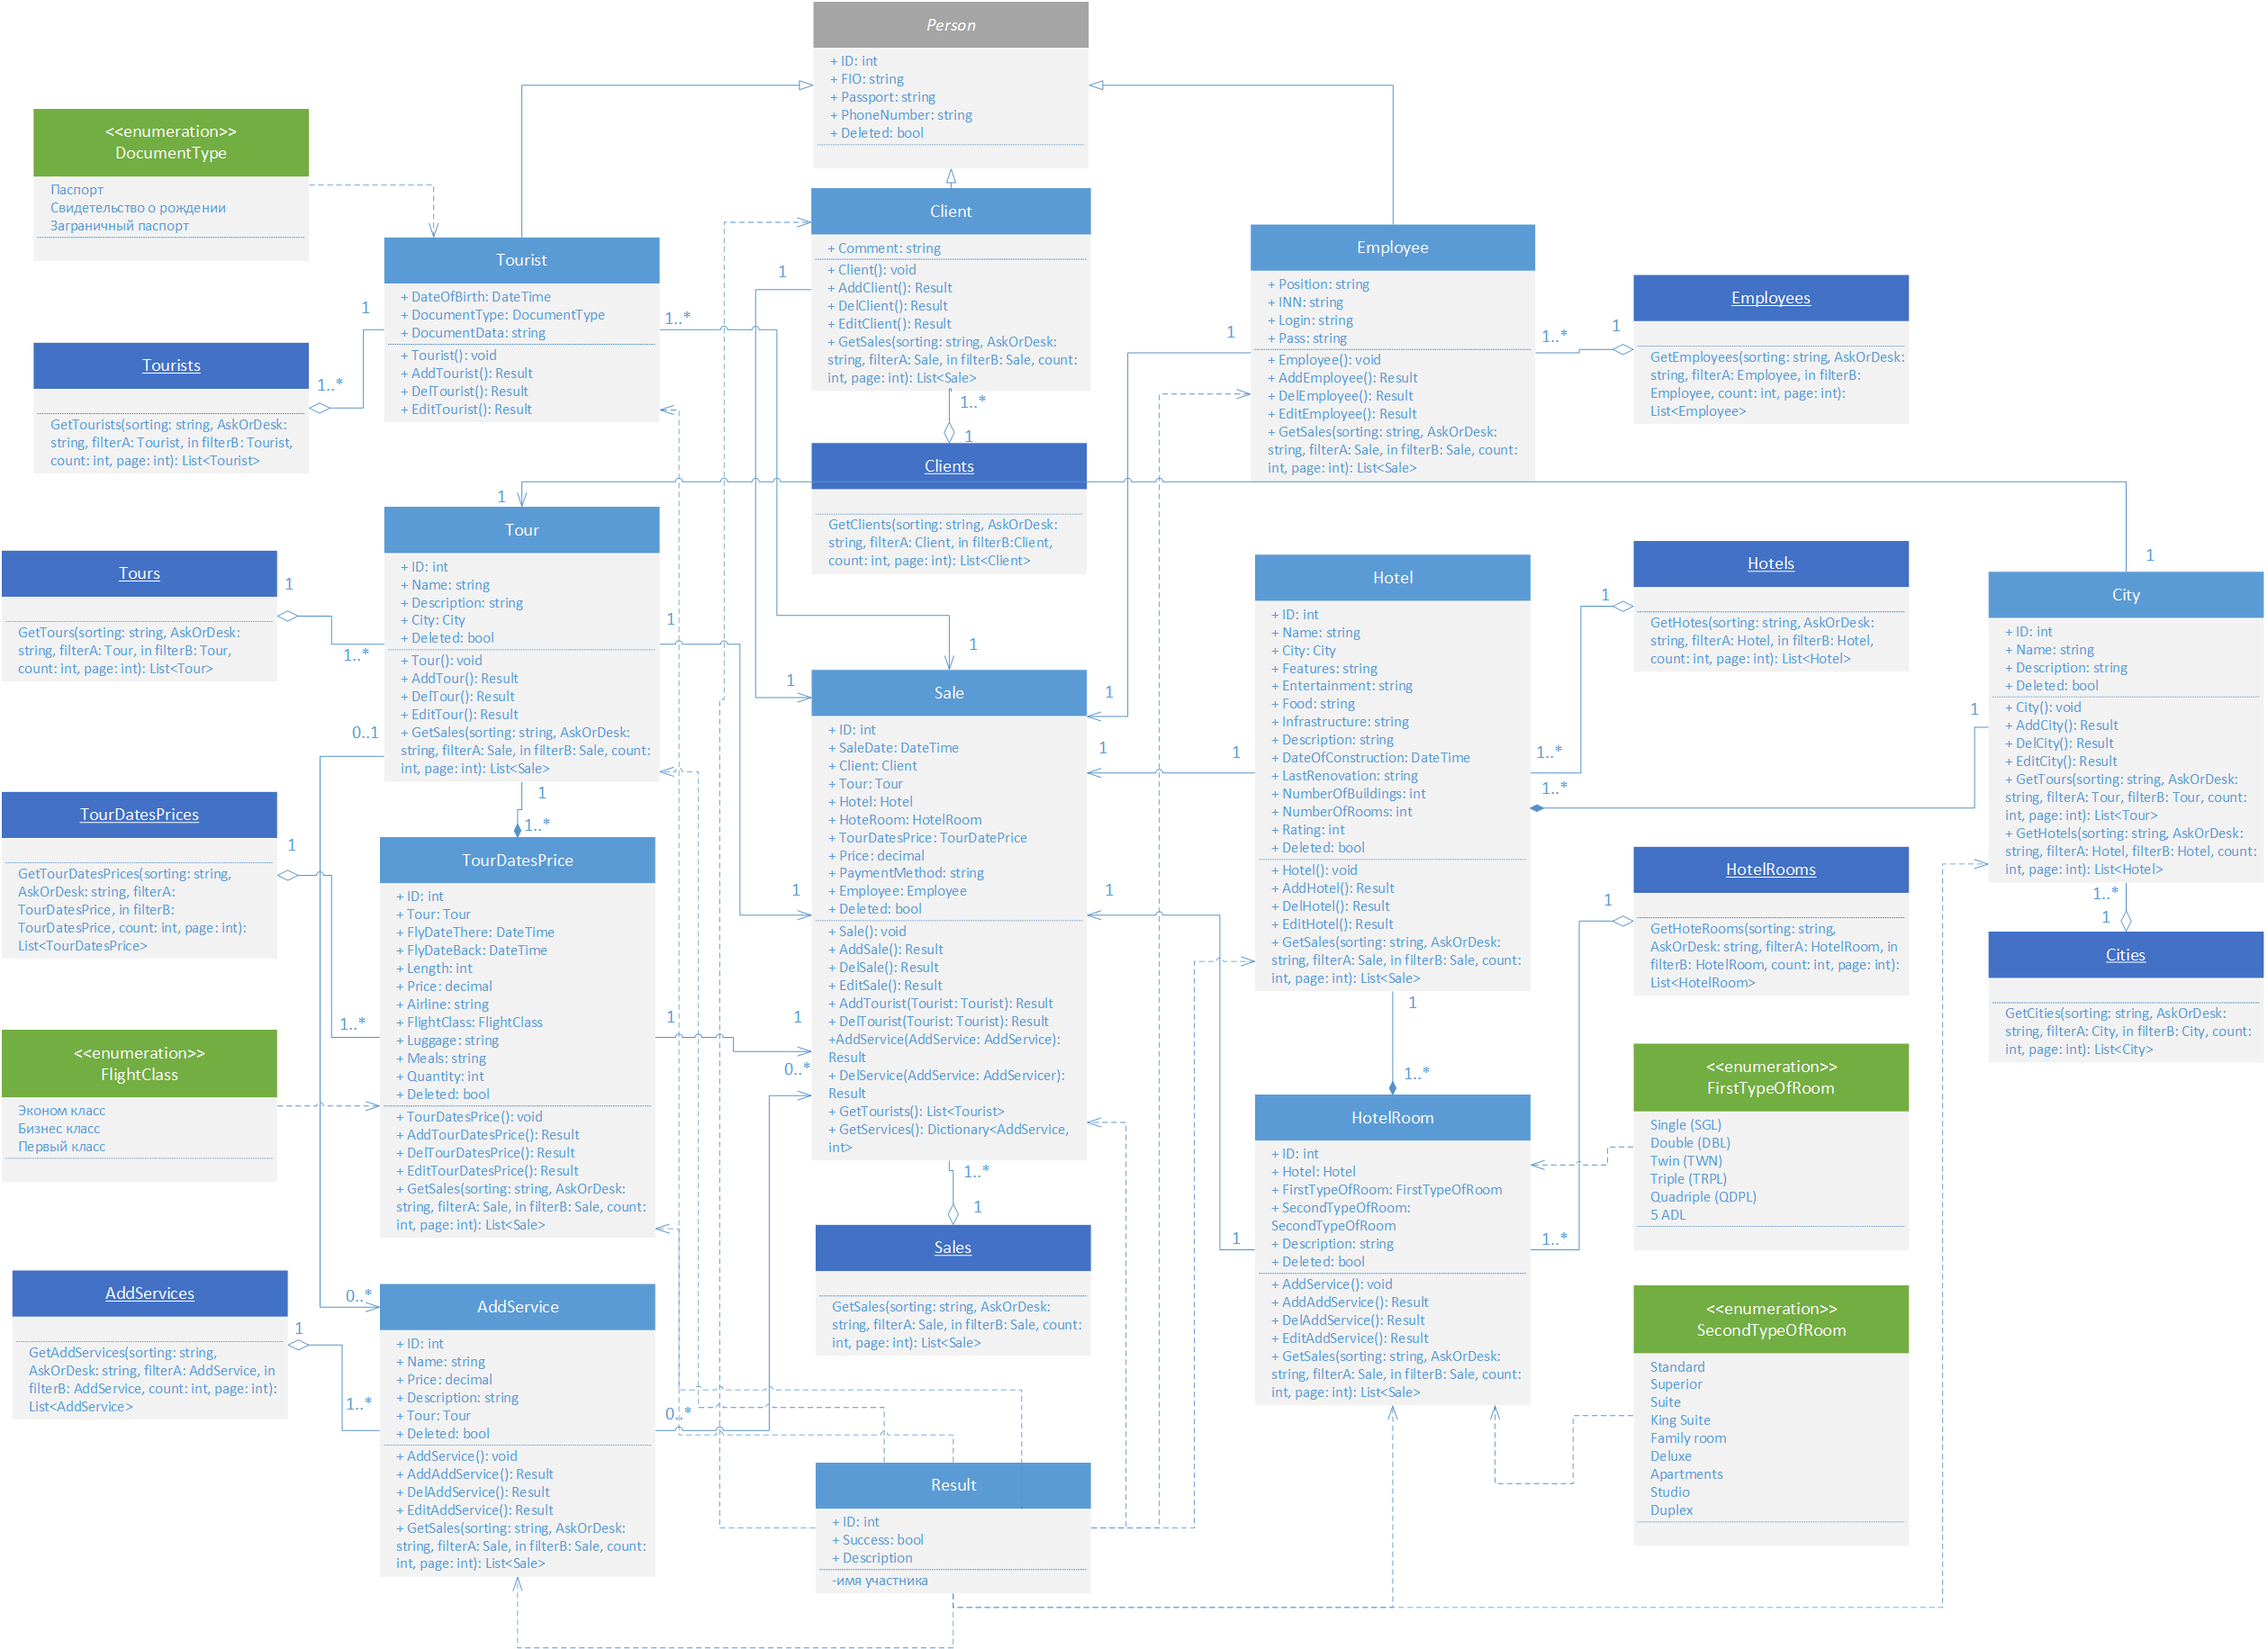 Person
+ ID: int
+ FIO: string
+ Passport: string
+ PhoneNumber: string
+ Deleted: bool
<<enumeration>>
DocumentType
Паспорт
Свидетельство о рождении
Заграничный паспорт
Client
+ Comment: string
+ Client(): void
+ AddClient(): Result
+ DelClient(): Result
+ EditClient(): Result
+ GetSales(sorting: string, AskOrDesk:
string, filterA: Sale, in filterB: Sale, count:
int, page: int): List<Sale>
1
1..*
1
Tourist
+ DateOfBirth: DateTime
+ DocumentType: DocumentType
+ DocumentData: string
+ Tourist(): void
+ AddTourist(): Result
+ DelTourist(): Result
+ EditTourist(): Result
1
1..*
1..*
Tourists
GetTourists(sorting: string, AskOrDesk:
string, filterA: Tourist, in filterB: Tourist,
count: int, page: int): List<Tourist>
Employee
+ Position: string
+ INN: string
+ Login: string
+ Pass: string
+ Employee(): void
+ AddEmployee(): Result
+ DelEmployee(): Result
+ EditEmployee(): Result
+ GetSales(sorting: string, AskOrDesk:
string, filterA: Sale, in filterB: Sale, count:
int, page: int): List<Sale>
1
1..*
1
Employees
GetEmployees(sorting: string, AskOrDesk:
string, filterA: Employee, in filterB:
Employee, count: int, page: int):
List<Employee>
Clients
GetClients(sorting: string, AskOrDesk:
string, filterA: Client, in filterB:Client,
count: int, page: int): List<Client>
1
Tour
+ ID: int
+ Name: string
+ Description: string
+ City: City
+ Deleted: bool
+ Tour(): void
+ AddTour(): Result
+ DelTour(): Result
+ EditTour(): Result
+ GetSales(sorting: string, AskOrDesk:
string, filterA: Sale, in filterB: Sale, count:
int, page: int): List<Sale>
1
1..*
1
0..1
1
1..*
Tours
GetTours(sorting: string, AskOrDesk:
string, filterA: Tour, in filterB: Tour,
count: int, page: int): List<Tour>
Hotel
+ ID: int
+ Name: string
+ City: City
+ Features: string
+ Entertainment: string
+ Food: string
+ Infrastructure: string
+ Description: string
+ DateOfConstruction: DateTime
+ LastRenovation: string
+ NumberOfBuildings: int
+ NumberOfRooms: int
+ Rating: int
+ Deleted: bool
+ Hotel(): void
+ AddHotel(): Result
+ DelHotel(): Result
+ EditHotel(): Result
+ GetSales(sorting: string, AskOrDesk:
string, filterA: Sale, in filterB: Sale, count:
int, page: int): List<Sale>
1
1
1..*
1..*
1
1
1..*
Hotels
GetHotes(sorting: string, AskOrDesk:
string, filterA: Hotel, in filterB: Hotel,
count: int, page: int): List<Hotel>
1
City
+ ID: int
+ Name: string
+ Description: string
+ Deleted: bool
+ City(): void
+ AddCity(): Result
+ DelCity(): Result
+ EditCity(): Result
+ GetTours(sorting: string, AskOrDesk:
string, filterA: Tour, filterB: Tour, count:
int, page: int): List<Tour>
+ GetHotels(sorting: string, AskOrDesk:
string, filterA: Hotel, filterB: Hotel, count:
int, page: int): List<Hotel>
1..*
1
Cities
GetCities(sorting: string, AskOrDesk:
string, filterA: City, in filterB: City, count:
int, page: int): List<City>
Sale
+ ID: int
+ SaleDate: DateTime
+ Client: Client
+ Tour: Tour
+ Hotel: Hotel
+ HoteRoom: HotelRoom
+ TourDatesPrice: TourDatePrice
+ Price: decimal
+ PaymentMethod: string
+ Employee: Employee
+ Deleted: bool
+ Sale(): void
+ AddSale(): Result
+ DelSale(): Result
+ EditSale(): Result
+ AddTourist(Tourist: Tourist): Result
+ DelTourist(Tourist: Tourist): Result
+AddService(AddService: AddService):
Result
+ DelService(AddService: AddServicer):
Result
+ GetTourists(): List<Tourist>
+ GetServices(): Dictionary<AddService,
int>
1
1
1
1
1
1
1
0..*
1..*
1
Sales
GetSales(sorting: string, AskOrDesk:
string, filterA: Sale, in filterB: Sale, count:
int, page: int): List<Sale>
TourDatesPrices
GetTourDatesPrices(sorting: string,
AskOrDesk: string, filterA:
TourDatesPrice, in filterB:
TourDatesPrice, count: int, page: int):
List<TourDatesPrice>
1
1..*
TourDatesPrice
+ ID: int
+ Tour: Tour
+ FlyDateThere: DateTime
+ FlyDateBack: DateTime
+ Length: int
+ Price: decimal
+ Airline: string
+ FlightClass: FlightClass
+ Luggage: string
+ Meals: string
+ Quantity: int
+ Deleted: bool
+ TourDatesPrice(): void
+ AddTourDatesPrice(): Result
+ DelTourDatesPrice(): Result
+ EditTourDatesPrice(): Result
+ GetSales(sorting: string, AskOrDesk:
string, filterA: Sale, in filterB: Sale, count:
int, page: int): List<Sale>
1
<<enumeration>>
FlightClass
Эконом класс
Бизнес класс
Первый класс
HotelRooms
GetHoteRooms(sorting: string,
AskOrDesk: string, filterA: HotelRoom, in
filterB: HotelRoom, count: int, page: int):
List<HotelRoom>
1
HotelRoom
+ ID: int
+ Hotel: Hotel
+ FirstTypeOfRoom: FirstTypeOfRoom
+ SecondTypeOfRoom:
SecondTypeOfRoom
+ Description: string
+ Deleted: bool
+ AddService(): void
+ AddAddService(): Result
+ DelAddService(): Result
+ EditAddService(): Result
+ GetSales(sorting: string, AskOrDesk:
string, filterA: Sale, in filterB: Sale, count:
int, page: int): List<Sale>
1
1..*
<<enumeration>>
FirstTypeOfRoom
Single (SGL)
Double (DBL)
Twin (TWN)
Triple (TRPL)
Quadriple (QDPL)
5 ADL
<<enumeration>>
SecondTypeOfRoom
Standard
Superior
Suite
King Suite
Family room
Deluxe
Apartments
Studio
Duplex
AddServices
GetAddServices(sorting: string,
AskOrDesk: string, filterA: AddService, in
filterB: AddService, count: int, page: int):
List<AddService>
1
1..*
0..*
AddService
+ ID: int
+ Name: string
+ Price: decimal
+ Description: string
+ Tour: Tour
+ Deleted: bool
+ AddService(): void
+ AddAddService(): Result
+ DelAddService(): Result
+ EditAddService(): Result
+ GetSales(sorting: string, AskOrDesk:
string, filterA: Sale, in filterB: Sale, count:
int, page: int): List<Sale>
0..*
Result
+ ID: int
+ Success: bool
+ Description
-имя участника